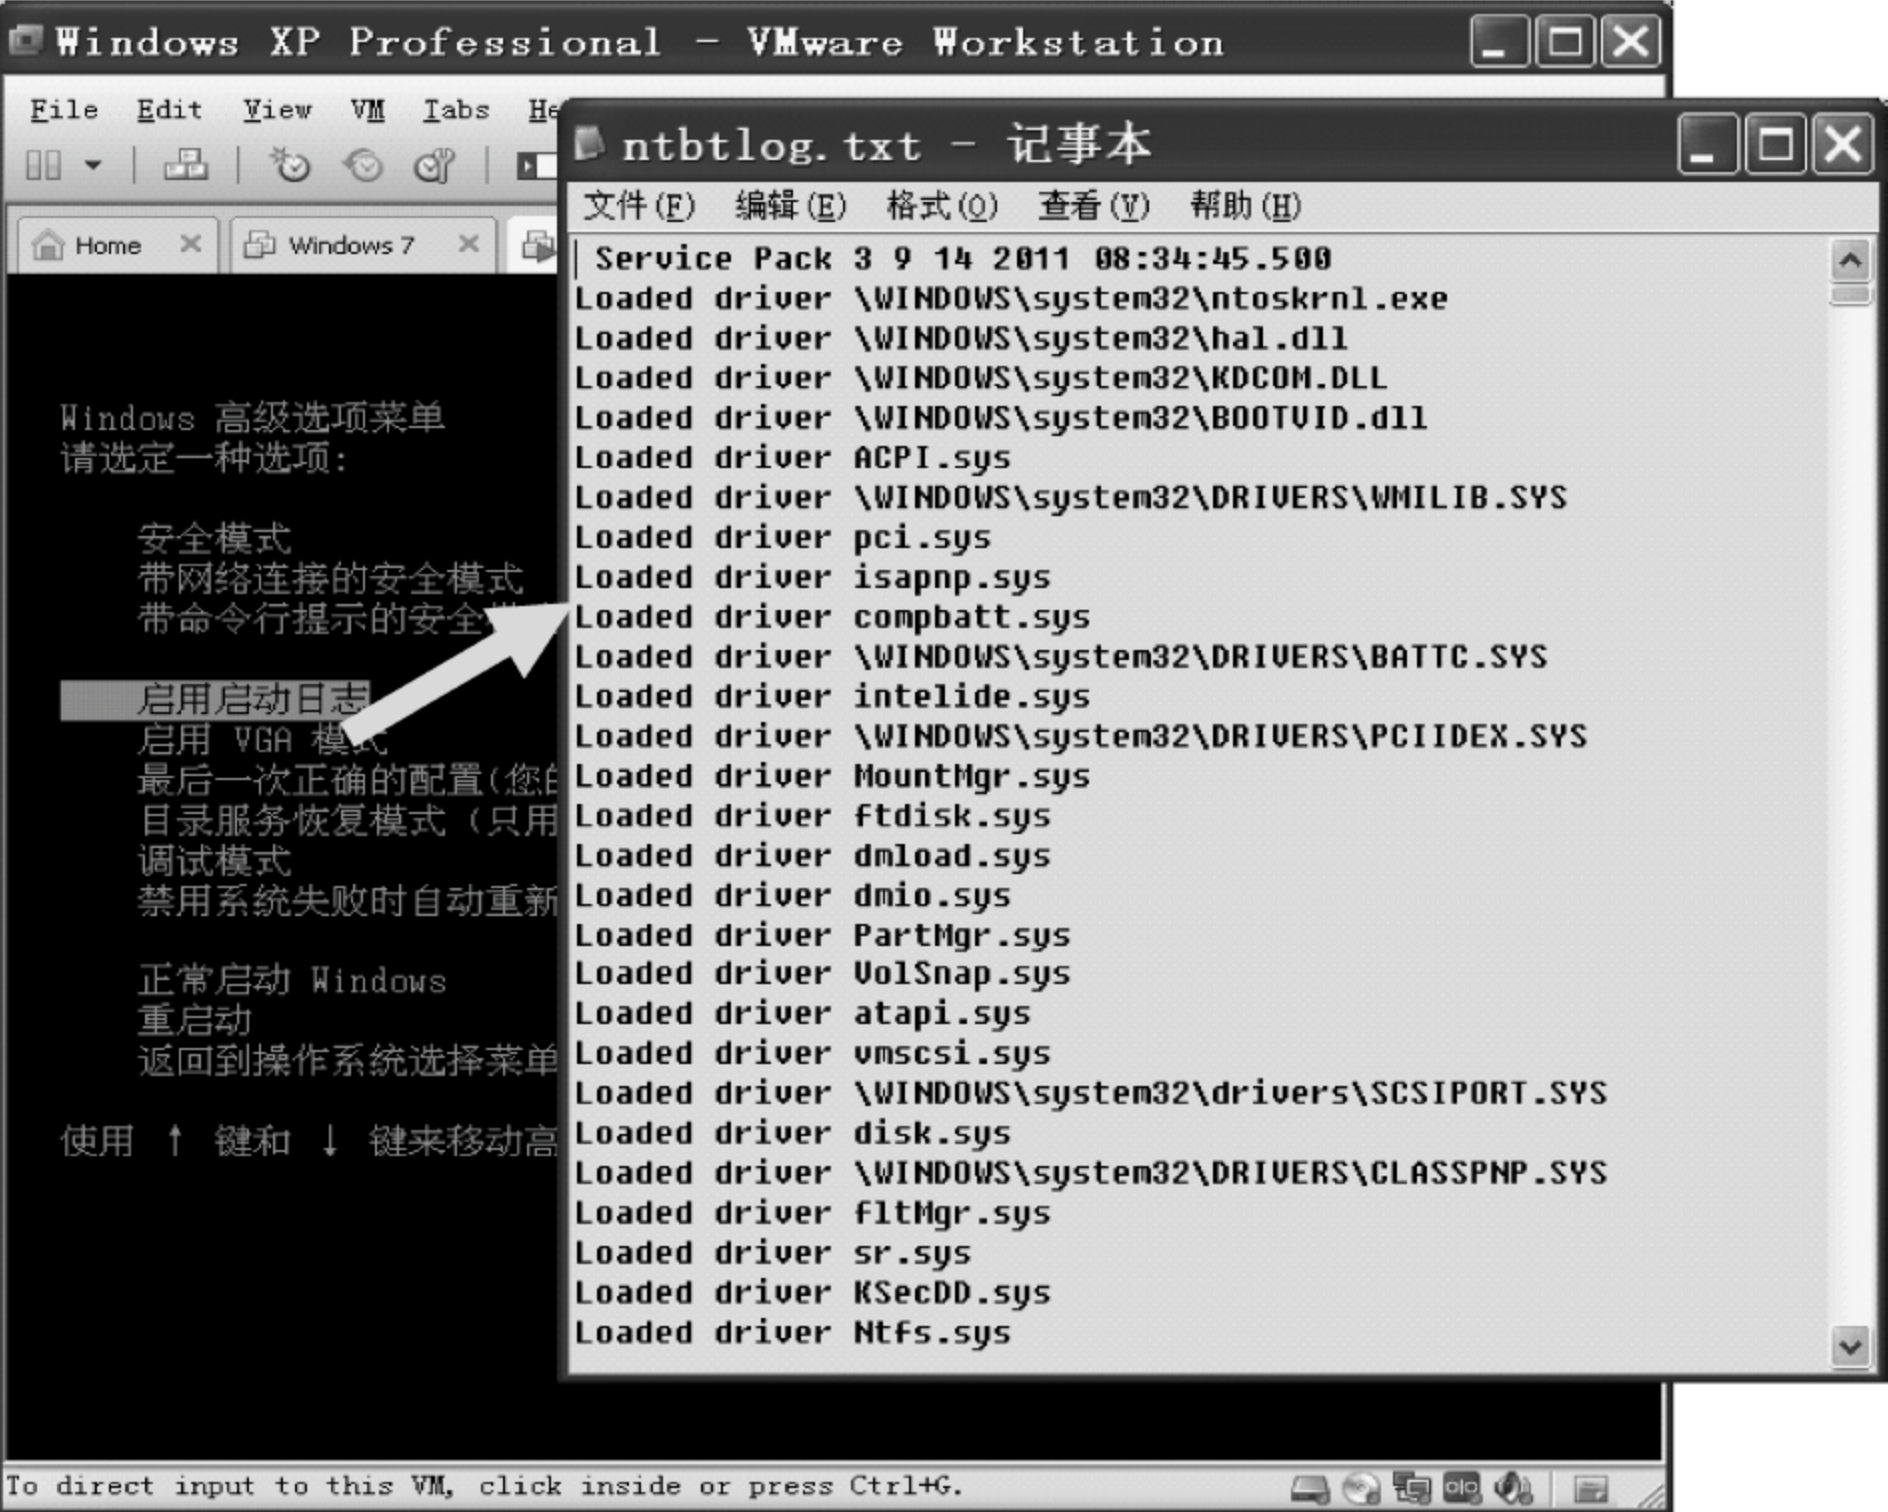 Windows XP Professional - VMware Workstation
File Edit View VM Tabs
Home
Windows 7
Windows 高级选项菜单
请选定一种选项:
安全模式
带网络连接的安全模式
带命令行提示的安全
启用启动日志
启用 VGA 模式
最后一次正确的配置(您
目录服务恢复模式 (只用
调试模式
禁用系统失败时自动重新
正常启动 Windows
重启动
返回到操作系统选择菜单
使用 ↑ 键和 ↓ 键来移动高
ntbtlog.txt - 记事本
文件(F) 编辑(E) 格式(O) 查看(V) 帮助(H)
Service Pack 3 9 14 2011 08:34:45.500
Loaded driver \WINDOWS\system32\ntoskrnl.exe
Loaded driver \WINDOWS\system32\hal.dll
Loaded driver \WINDOWS\system32\KDCOM.DLL
Loaded driver \WINDOWS\system32\BOOTVID.dll
Loaded driver ACPI.sys
Loaded driver \WINDOWS\system32\DRIVERS\WMILIB.SYS
Loaded driver pci.sys
Loaded driver isapnp.sys
Loaded driver compbatt.sys
Loaded driver \WINDOWS\system32\DRIVERS\BATTC.SYS
Loaded driver intelide.sys
Loaded driver \WINDOWS\system32\DRIVERS\PCIIDEX.SYS
Loaded driver MountMgr.sys
Loaded driver ftdisk.sys
Loaded driver dmload.sys
Loaded driver dmio.sys
Loaded driver PartMgr.sys
Loaded driver VolSnap.sys
Loaded driver atapi.sys
Loaded driver vmscsi.sys
Loaded driver \WINDOWS\system32\drivers\SCSIPORT.SYS
Loaded driver disk.sys
Loaded driver \WINDOWS\system32\DRIVERS\CLASSPNP.SYS
Loaded driver fltMgr.sys
Loaded driver sr.sys
Loaded driver KSecDD.sys
Loaded driver Ntfs.sys
To direct input to this VM, click inside or press Ctrl+G.